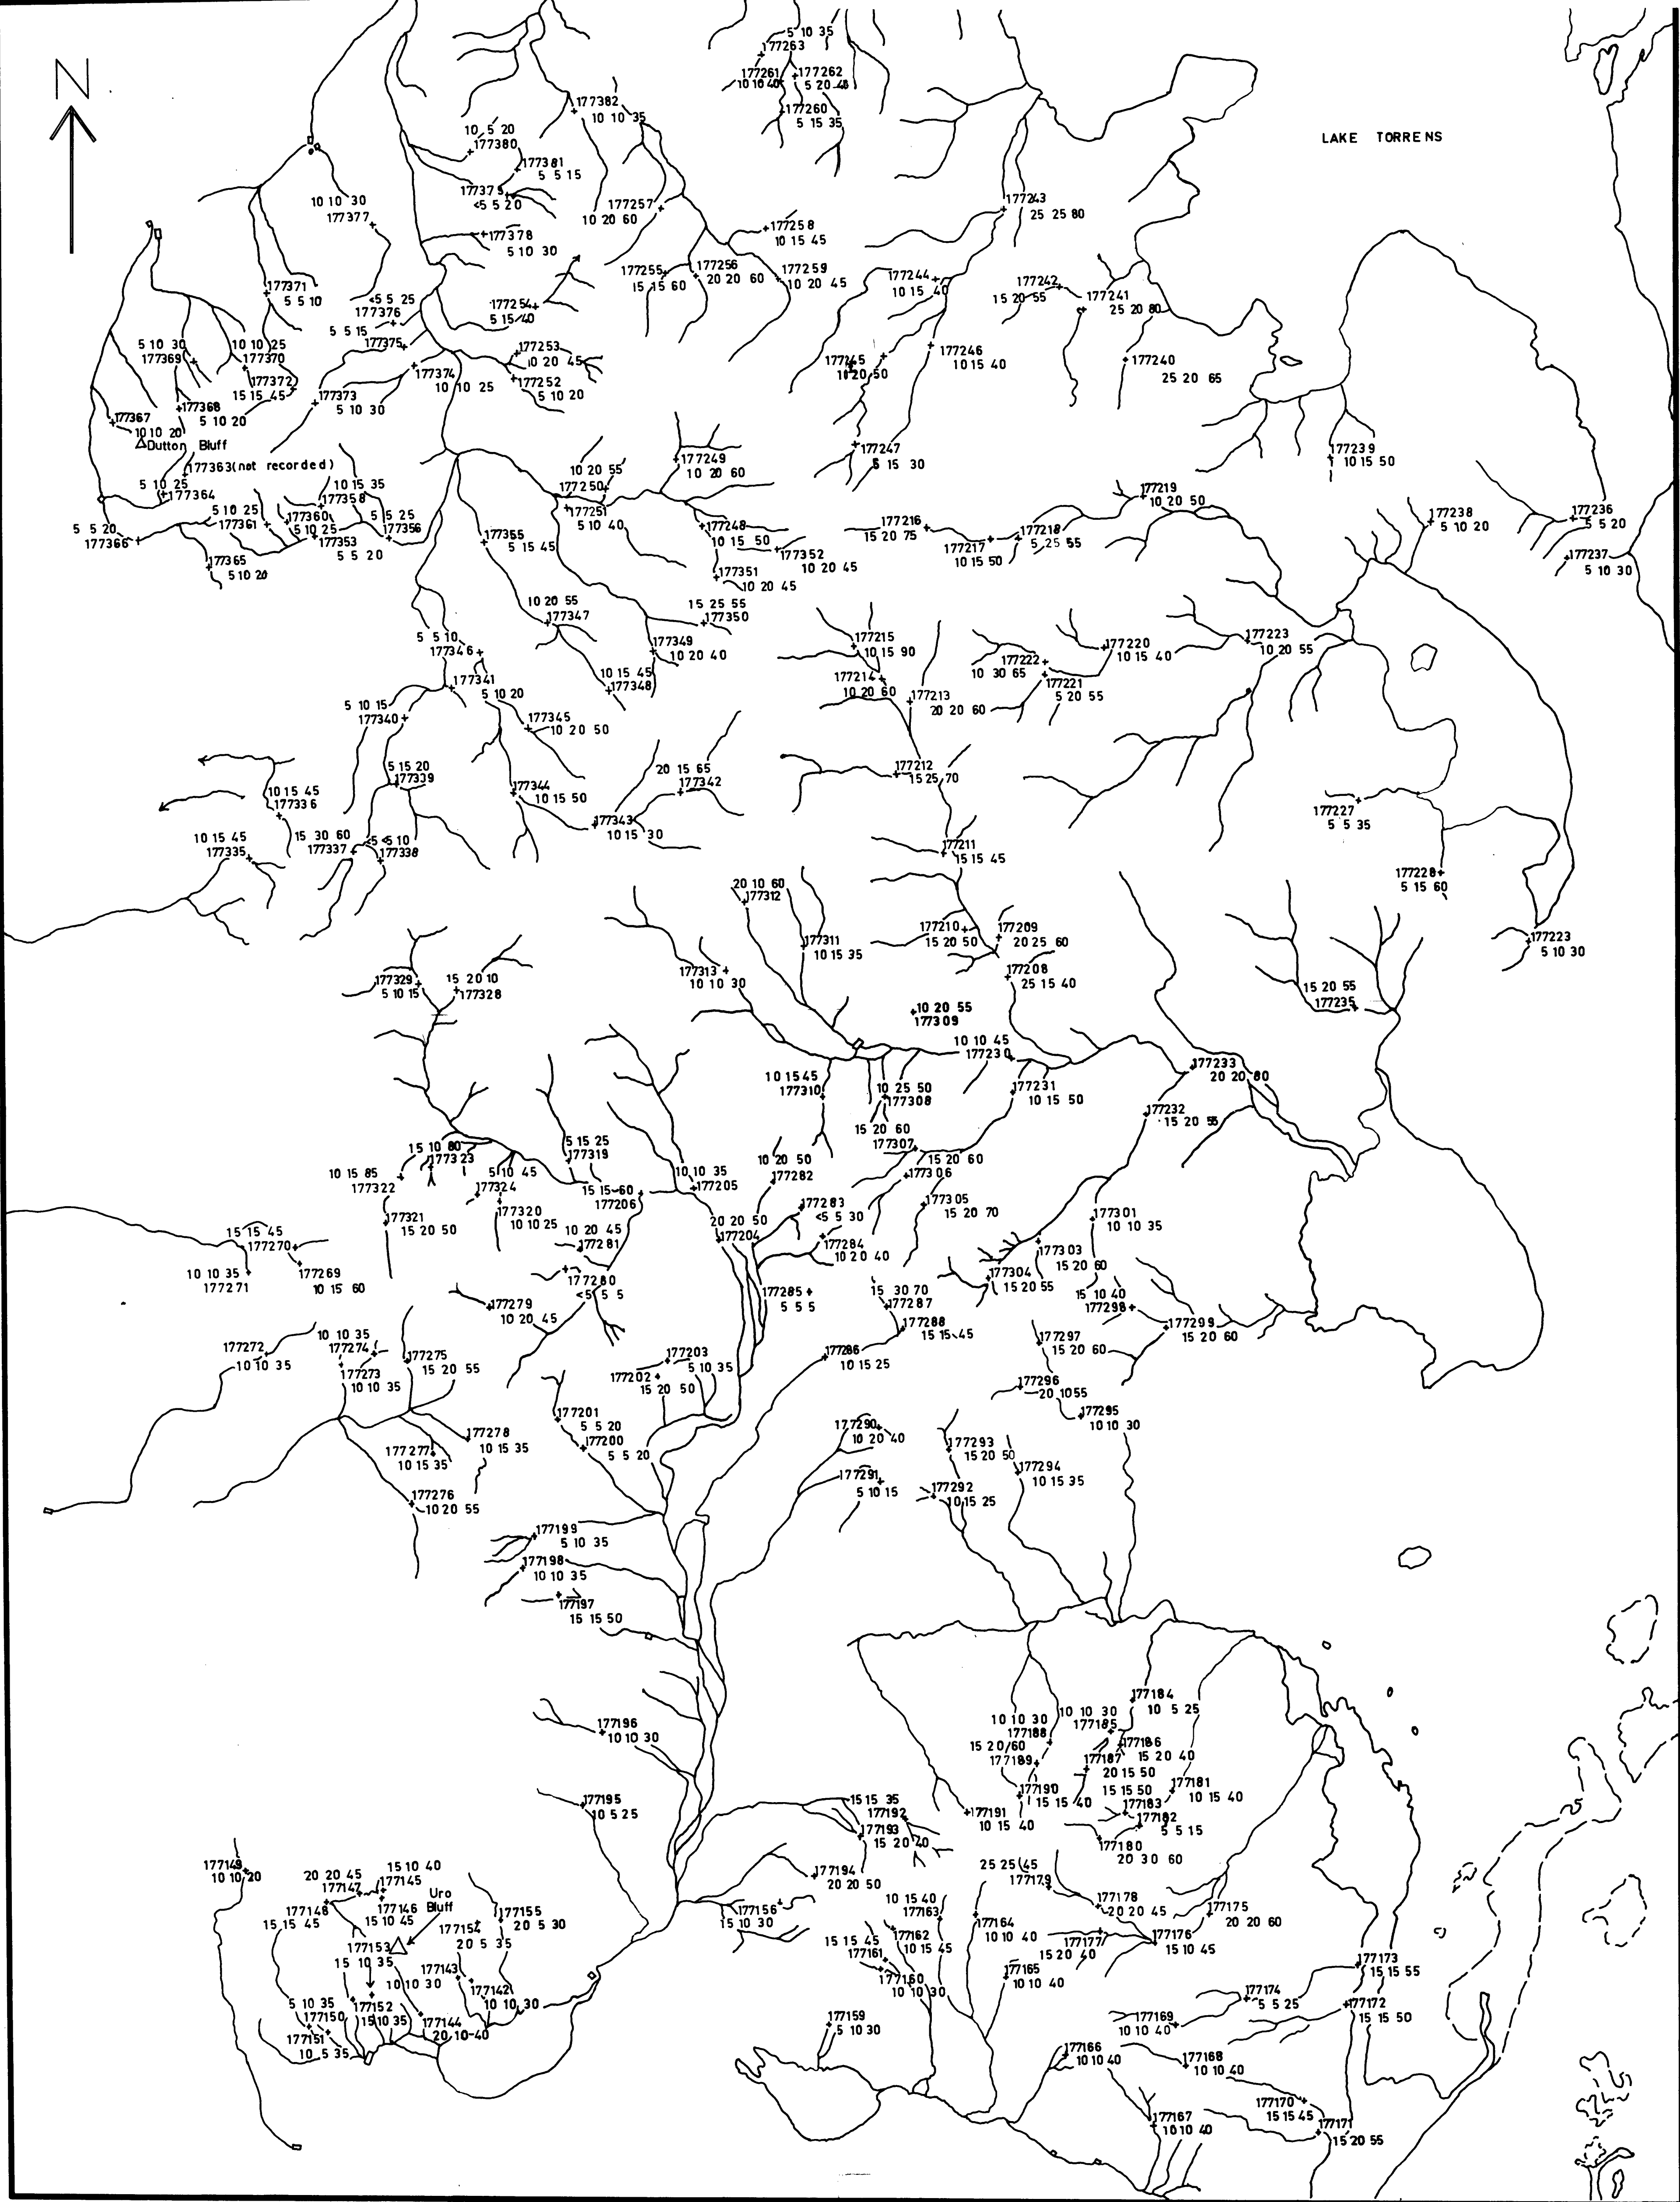 N
LAKE TORRENS
5 10 35
177263
177261
10 10 40
177262
5 20 45
177260
5 15 35
177382
10 10 35
10 5 20
177380
177381
5 5 15
177379
<5 5 20
10 10 30
177377
177257
10 20 60
177243
25 25 80
177378
5 10 30
177258
10 15 45
177255
15 15 60
177256
20 20 60
177259
10 20 45
177244
10 15 40
177242
15 20 55
177241
25 20 80
177371
5 5 10
<5 5 25
177376
177254
5 15 40
5 5 15
177375
5 10 30
177369
10 10 25
177370
177253
10 20 45
177246
10 15 40
177245
10 20 50
177240
25 20 65
177372
15 15 45
177374
10 10 25
177252
5 10 20
177373
5 10 30
177368
5 10 20
177367
10 10 20
Dutton Bluff
177247
5 15 30
177239
10 15 50
177249
10 20 60
177363 (not recorded)
5 10 25
177364
10 15 35
177358
10 20 55
177250
177251
5 10 40
177219
10 20 50
5 10 25
177361
177360
5 10 25
5 5 25
177356
177353
5 5 20
5 5 20
177366
177365
5 10 20
177355
5 15 45
177248
10 15 50
177352
10 20 45
177351
10 20 45
177216
15 20 75
177217
10 15 50
177218
5 25 55
177238
5 10 20
177236
5 5 20
177237
5 10 30
10 20 55
177347
15 25 55
177350
177349
10 20 40
10 15 45
177348
5 5 10
177346
177341
5 10 20
5 10 15
177340
177345
10 20 50
177215
10 15 90
177214
10 20 60
177213
20 20 60
177222
10 30 65
177220
10 15 40
177221
5 20 55
177223
10 20 55
5 15 20
177339
177344
10 15 50
20 15 65
177342
177343
10 15 30
177212
15 25 70
177227
5 5 35
10 15 45
177336
10 15 45
177335
15 30 60
177337
<5 <5 10
177338
177211
15 15 45
177228
5 15 60
20 10 60
177312
177311
10 15 35
177210
15 20 50
177209
20 25 60
177208
25 15 40
177223
5 10 30
177313
10 10 30
177329
5 10 15
15 20 10
177328
10 20 55
177309
15 20 55
177235
10 10 45
177230
177233
20 20 80
10 15 45
177310
10 25 50
177308
177231
10 15 50
177232
15 20 55
15 20 60
177307
15 20 60
177306
15 10 80
177323
5 15 25
177319
5 10 45
177324
10 15 85
177322
15 15 60
177206
10 10 35
177205
10 20 50
177282
177283
<5 5 30
177305
15 20 70
177301
10 10 35
177321
15 20 50
177320
10 10 25
10 20 45
177281
20 20 50
177204
177284
10 20 40
177303
15 20 60
15 15 45
177270
177269
10 15 60
10 10 35
177271
177280
<5 5 5
177285
5 5 5
177304
15 20 55
15 30 70
177287
15 10 40
177298
177279
10 20 45
177288
15 15 45
177299
15 20 60
177272
10 10 35
10 10 35
177274
177273
10 10 35
177275
15 20 55
177203
5 10 35
177202
15 20 50
177286
10 15 25
177297
15 20 60
177296
20 10 55
177295
10 10 30
177201
5 5 20
177200
5 5 20
177278
10 15 35
177277
10 15 35
177290
10 20 40
177293
15 20 50
177294
10 15 35
177291
5 10 15
177292
10 15 25
177276
10 20 55
177199
5 10 35
177198
10 10 35
177197
15 15 50
177184
10 5 25
10 10 30
177188
10 10 30
177185
177196
10 10 30
15 20 60
177189
177186
15 20 40
177187
20 15 50
177190
15 15 40
177181
10 15 40
15 15 50
177183
177182
5 5 15
177180
20 30 60
177195
10 5 25
15 15 35
177192
177193
15 20 40
177191
10 15 40
177149
10 10 20
20 20 45
177147
15 10 40
177145
177194
20 20 50
25 25 45
177179
177178
20 20 45
177175
20 20 60
177148
15 15 45
177146
15 10 45
Uro
Bluff
177155
20 5 30
177154
20 5 35
177156
15 10 30
10 15 40
177163
177164
10 10 40
177177
15 20 40
177176
15 10 45
177153
15 10 35
15 15 45
177161
177162
10 15 45
177165
10 10 40
177173
15 15 55
10 10 30
177143
177142
10 10 30
177160
10 10 30
177174
5 5 25
177172
15 15 50
5 10 35
177150
177152
15 10 35
177144
20 10 40
177151
10 5 35
177159
5 10 30
177169
10 10 40
177166
10 10 40
177168
10 10 40
177170
15 15 45
177171
15 20 55
177167
10 10 40